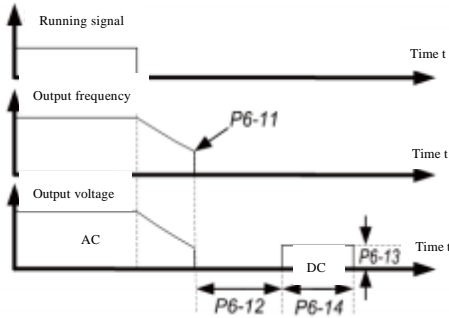 Running signal
Time t
Output frequency
P6-11
Time t
Output voltage
AC
Time t
DC
P6-13
P6-12
P6-14